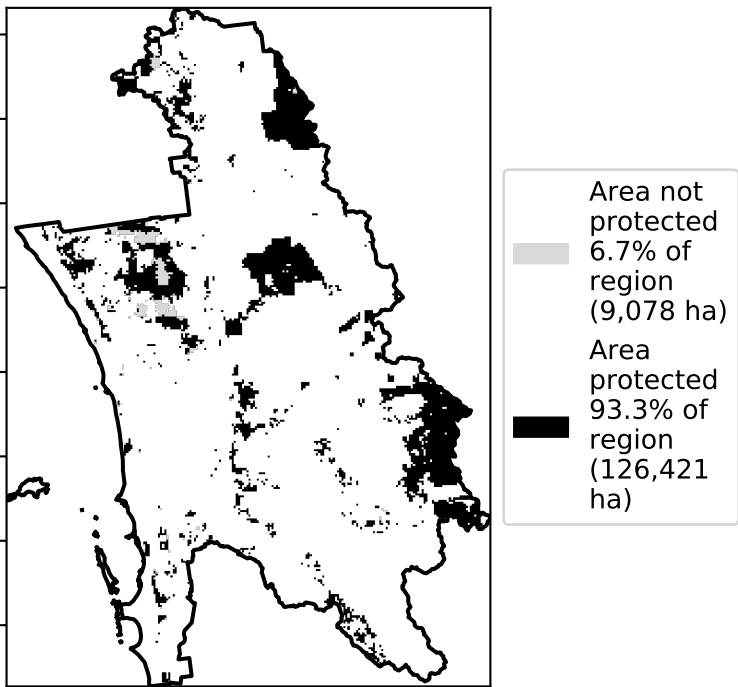 Area not
protected
6.7% of
region
(9,078 ha)
Area
protected
93.3% of
region
(126,421
ha)